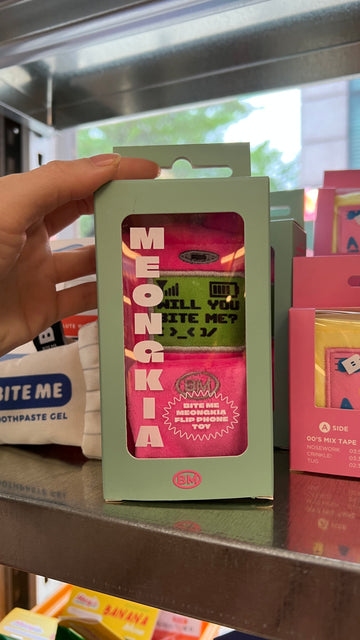 MEONGKIA
WILL YOU
BITE ME?
>_<
BM
BITE ME
MEONGKIA
FLIP PHONE
TOY
BM
BITE ME
TOOTHPASTE GEL
A SIDE
00'S MIX TAPE
NOSEWORK
CRINKLE
TUG
BANANA